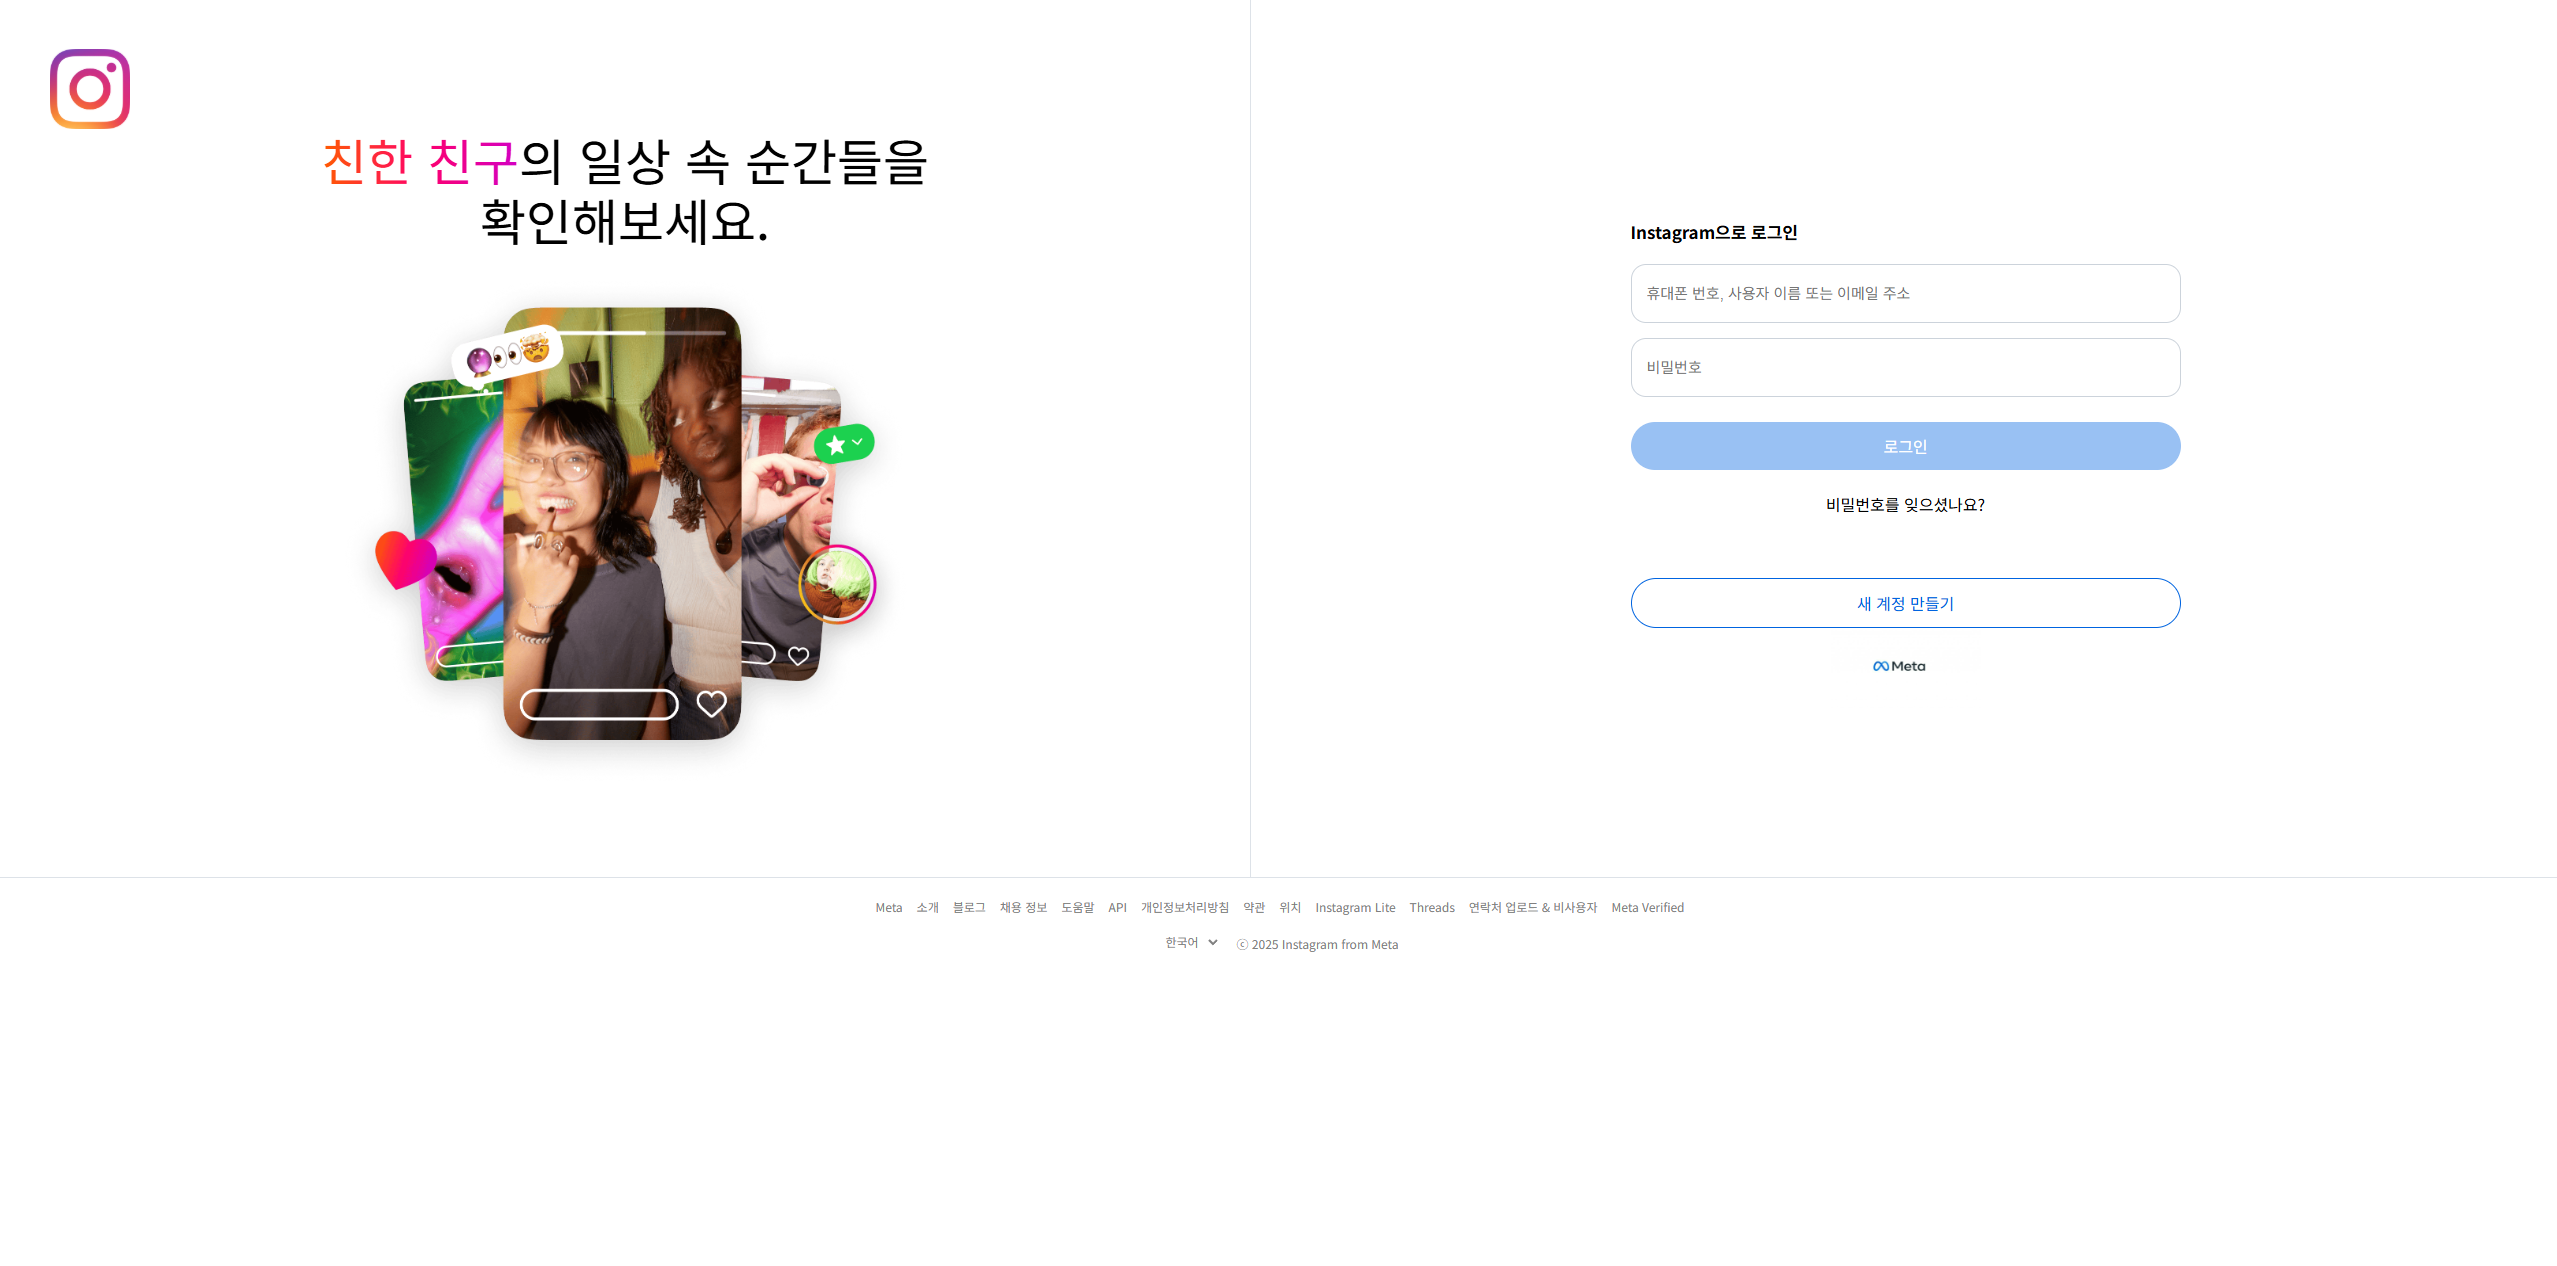 친한 친구의 일상 속 순간들을
확인해보세요.
Instagram으로 로그인
휴대폰 번호, 사용자 이름 또는 이메일 주소
비밀번호
로그인
비밀번호를 잊으셨나요?
새 계정 만들기
Meta
Meta 소개 블로그 채용 정보 도움말 API 개인정보처리방침 약관 위치 Instagram Lite Threads 연락처 업로드 & 비사용자 Meta Verified
한국어 ⓒ 2025 Instagram from Meta